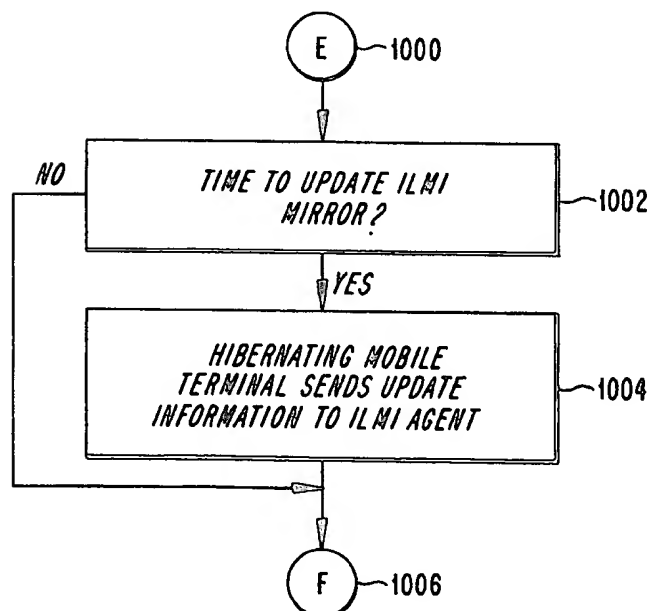 E
1000
NO
TIME TO UPDATE ILMI
MIRROR?
1002
YES
HIBERNATING MOBILE
TERMINAL SENDS UPDATE
INFORMATION TO ILMI AGENT
1004
F
1006